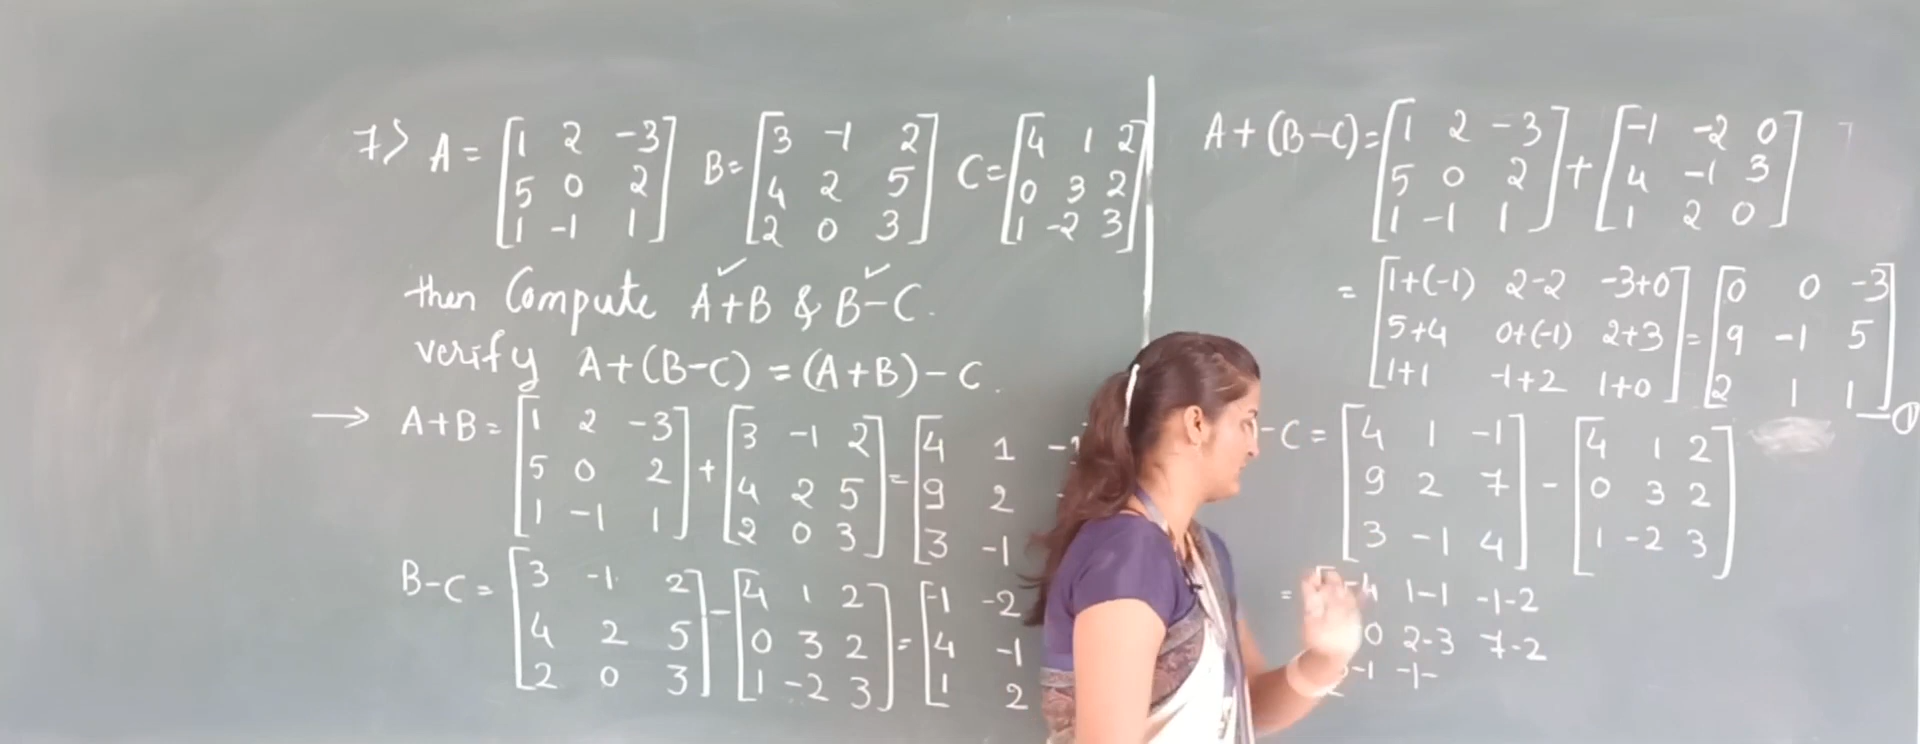 7) A = [1 2 -3] B= [3 -1 2] C= [4 1 2]
[5 0 2] [4 2 5] [0 3 2]
[1 -1 1] [2 0 3] [1 -2 3]
then Compute A+B & B-C.
verify A+(B-C) = (A+B)-C.
→ A+B= [1 2 -3] + [3 -1 2] = [4 1 -1
[5 0 2] [4 2 5] [9 2
[1 -1 1] [2 0 3] [3 -1
B-C = [3 -1 2] - [4 1 2] = [-1 -2
[4 2 5] [0 3 2] [4 -1
[2 0 3] [1 -2 3] [1 2
A+(B-C)= [1 2 -3] + [-1 -2 0]
[5 0 2] [4 -1 3]
[1 -1 1] [1 2 0]
= [1+(-1) 2-2 -3+0] = [0 0 -3]
[5+4 0+(-1) 2+3] [9 -1 5]
[1+1 -1+2 1+0] [2 1 1] —①
-C = [4 1 -1] - [4 1 2]
[9 2 7] [0 3 2]
[3 -1 4] [1 -2 3]
= [ -4 1-1 -1-2
0 2-3 7-2
-1 -1-